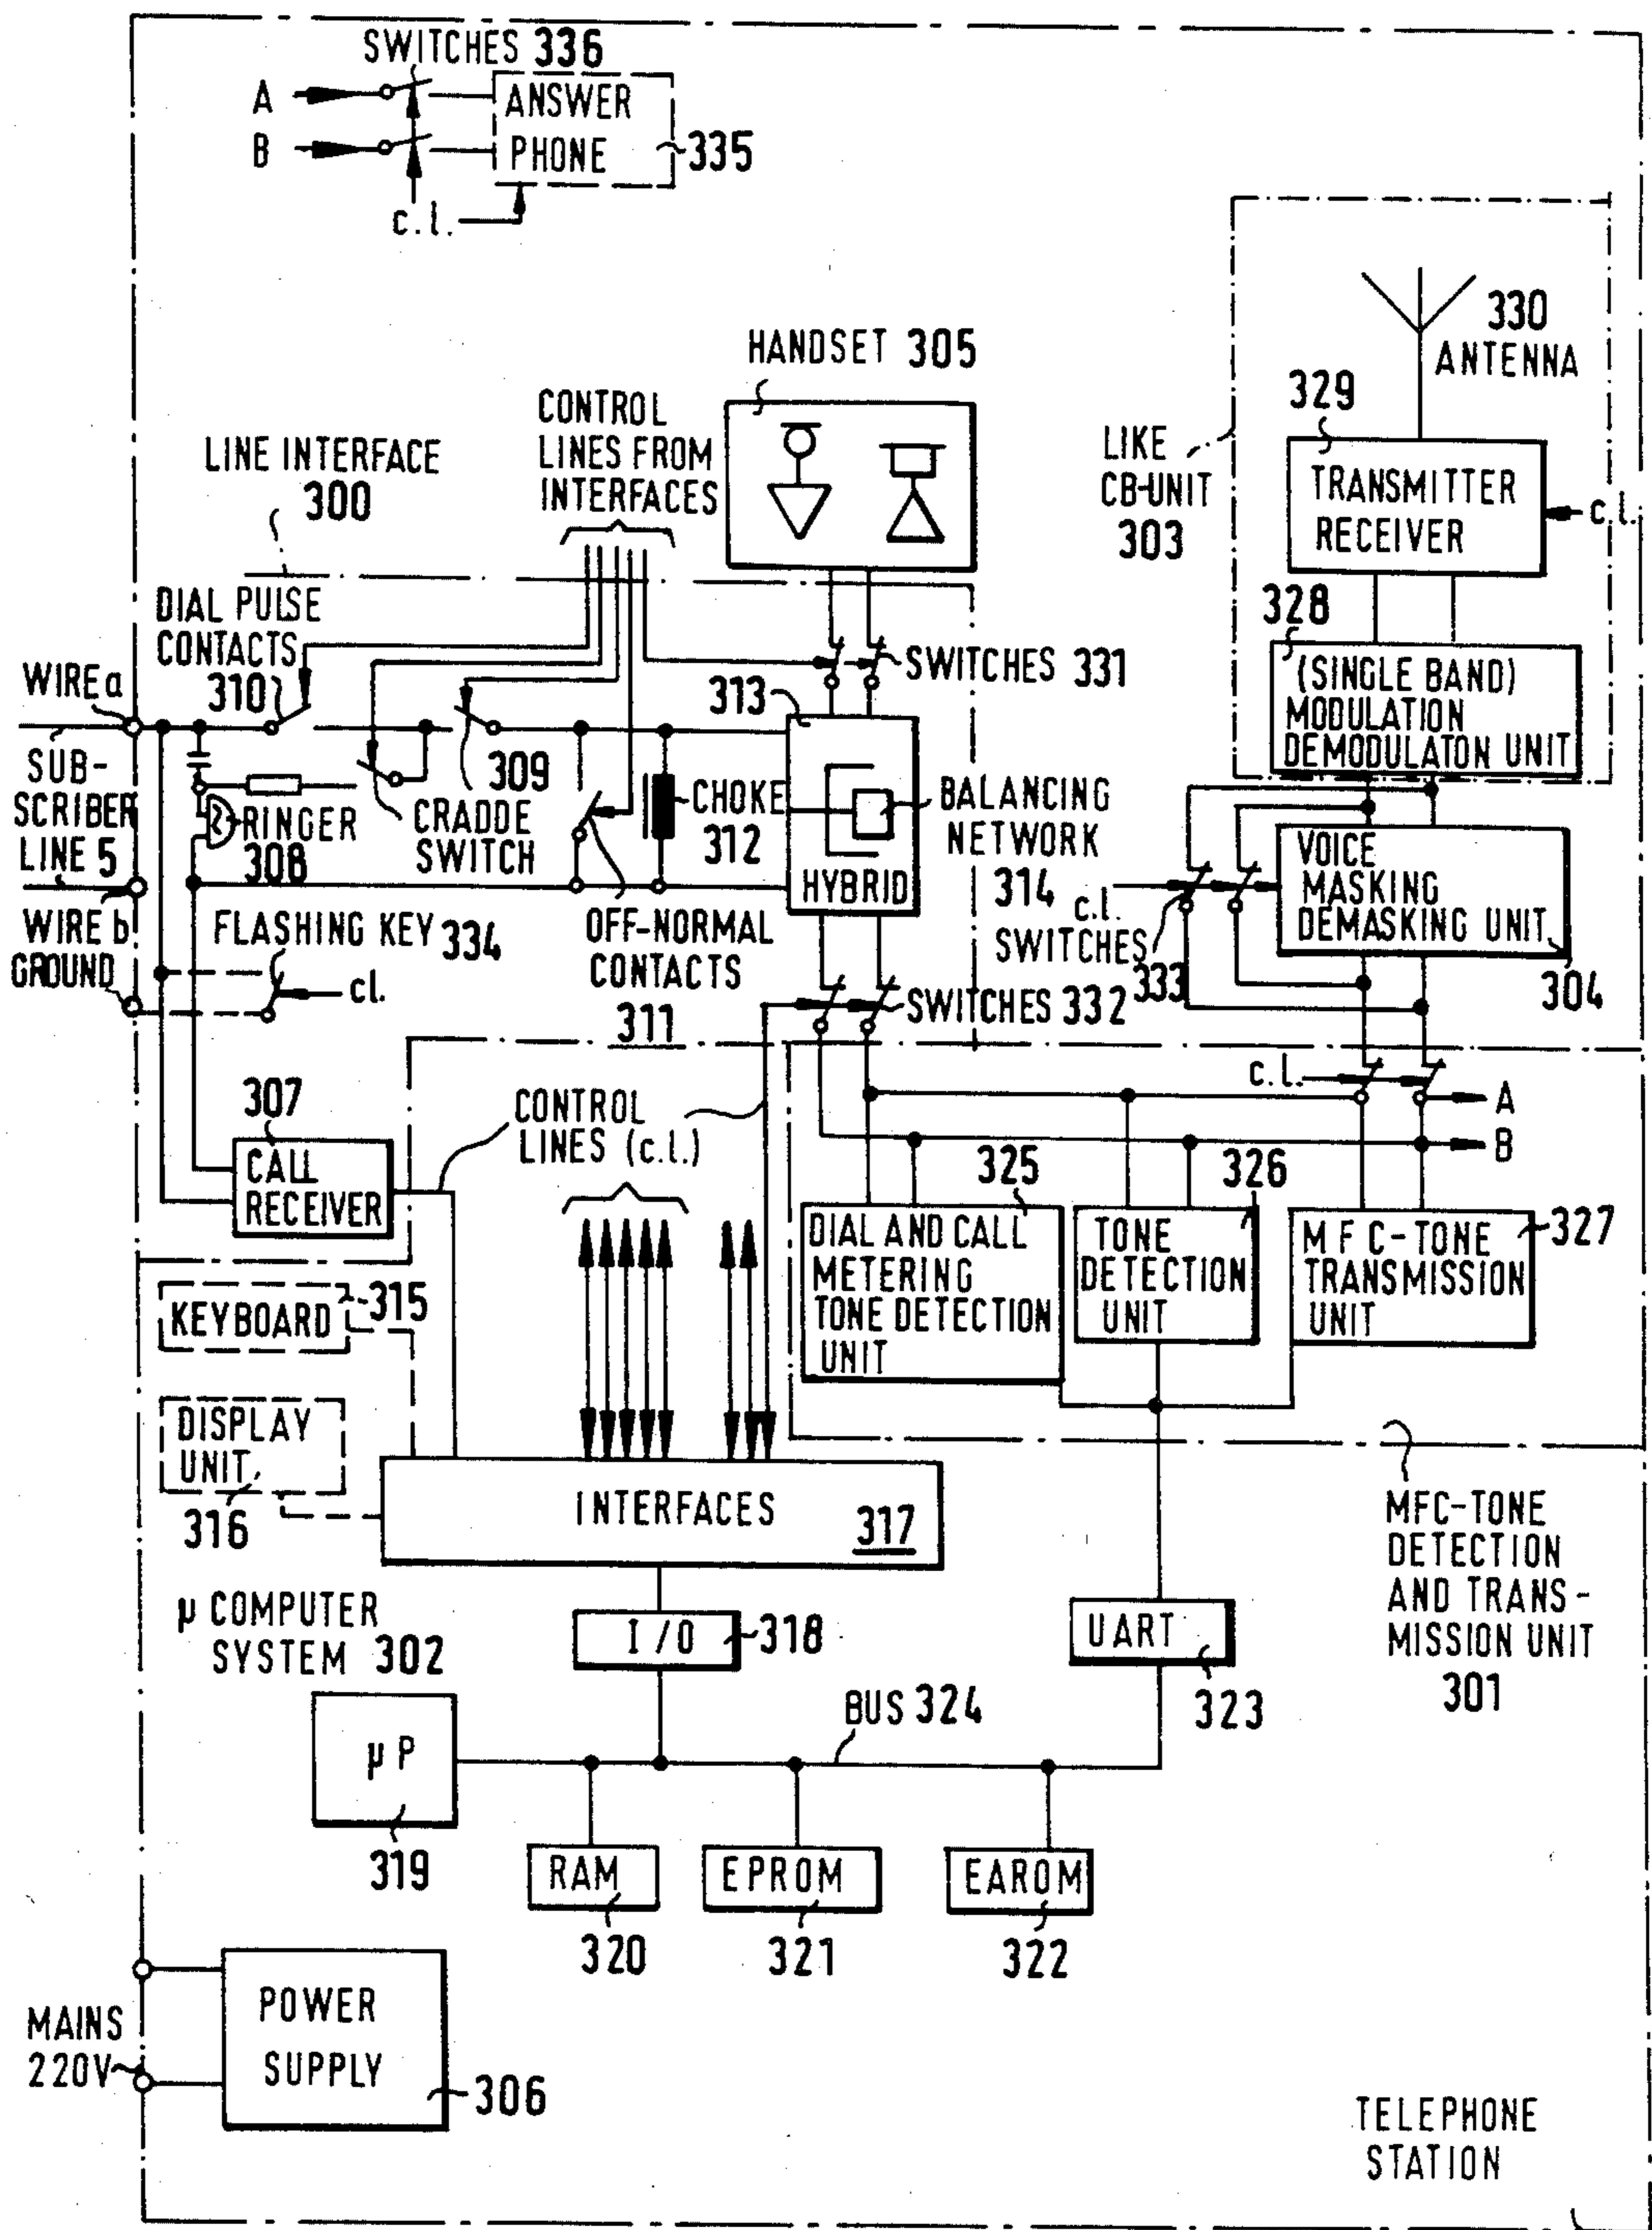 SWITCHES 336
A
B
ANSWER
PHONE
335
c.l.
330
ANTENNA
HANDSET 305
329
CONTROL
LINES FROM
INTERFACES
LINE INTERFACE
300
LIKE
CB-UNIT
303
TRANSMITTER
RECEIVER
c.l.
328
DIAL PULSE
CONTACTS
310
SWITCHES 331
WIRE a
313
(SINGLE BAND)
MODULATION
DEMODULATON UNIT
SUB-
SCRIBER
LINE 5
309
RINGER
308
CRADDE
SWITCH
CHOKE
312
BALANCING
NETWORK
314
HYBRID
VOICE
MASKING
DEMASKING UNIT
304
c.l.
SWITCHES
333
WIRE b
GROUND
FLASHING KEY 334
cl.
OFF-NORMAL
CONTACTS
311
SWITCHES 332
c.l.
A
B
307
CALL
RECEIVER
CONTROL
LINES (c.l.)
325
326
DIAL AND CALL
METERING
TONE DETECTION
UNIT
TONE
DETECTION
UNIT
MFC-TONE
TRANSMISSION
UNIT
327
KEYBOARD
315
DISPLAY
UNIT
316
INTERFACES
317
MFC-TONE
DETECTION
AND TRANS-
MISSION UNIT
301
μ COMPUTER
SYSTEM 302
I/O
318
UART
323
BUS 324
μP
319
RAM
320
EPROM
321
EAROM
322
MAINS
220V
POWER
SUPPLY
306
TELEPHONE
STATION